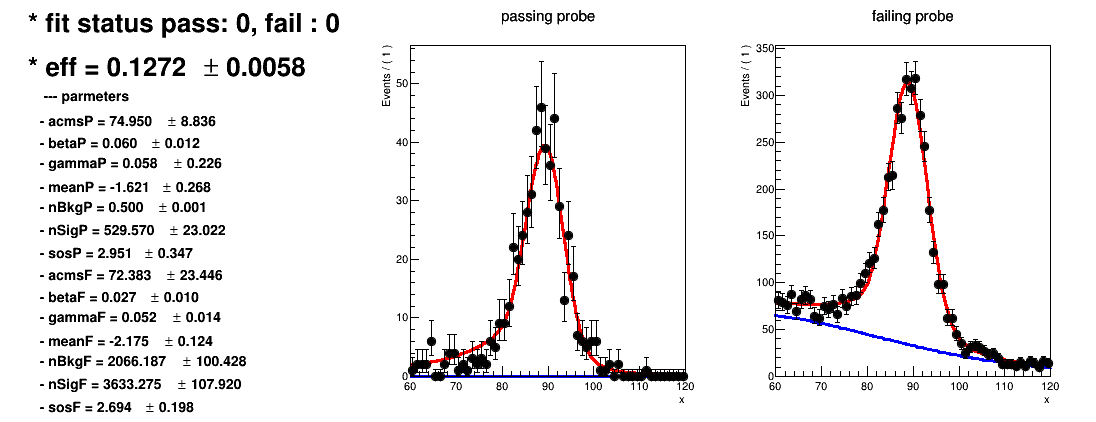 * fit status pass: 0, fail : 0
* eff = 0.1272 ± 0.0058
--- parmeters
- acmsP = 74.950 ± 8.836
- betaP = 0.060 ± 0.012
- gammaP = 0.058 ± 0.226
- meanP = -1.621 ± 0.268
- nBkgP = 0.500 ± 0.001
- nSigP = 529.570 ± 23.022
- sosP = 2.951 ± 0.347
- acmsF = 72.383 ± 23.446
- betaF = 0.027 ± 0.010
- gammaF = 0.052 ± 0.014
- meanF = -2.175 ± 0.124
- nBkgF = 2066.187 ± 100.428
- nSigF = 3633.275 ± 107.920
- sosF = 2.694 ± 0.198
passing probe
Events / ( 1 )
50
40
30
20
10
0
60 70 80 90 100 110 120
x
failing probe
Events / ( 1 )
350
300
250
200
150
100
50
0
60 70 80 90 100 110 120
x